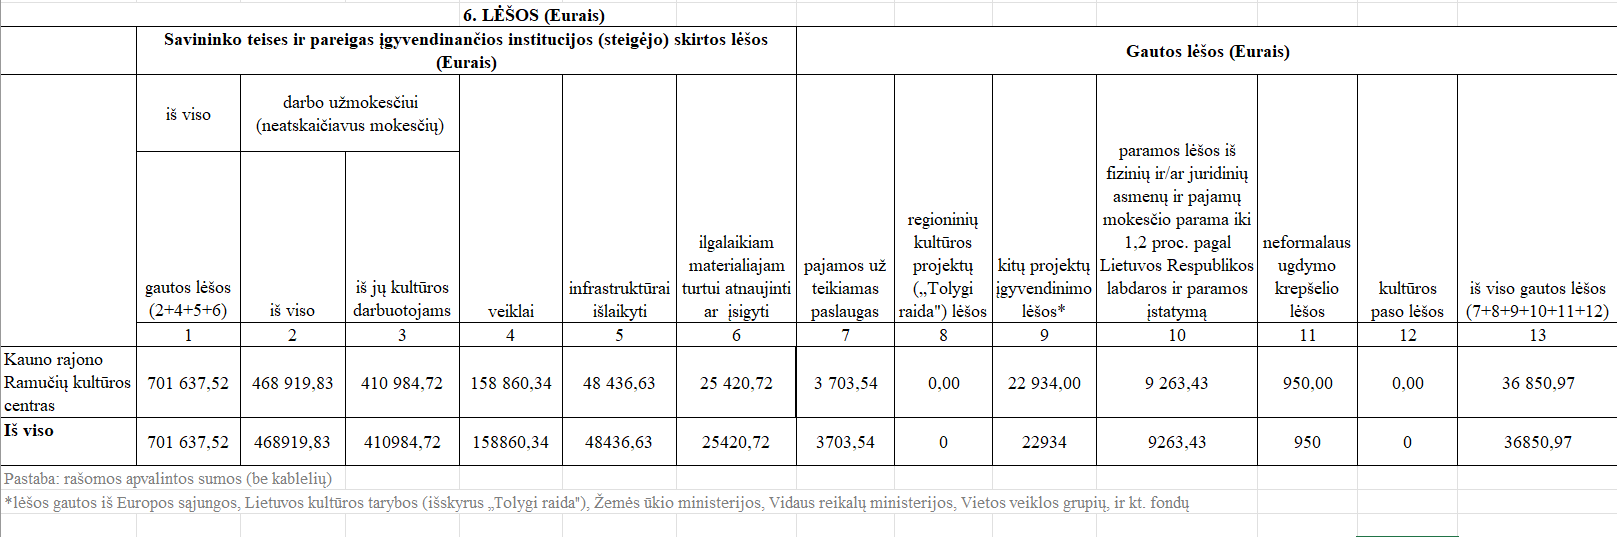 6. LĖŠOS (Eurais)
Savininko teises ir pareigas įgyvendinančios institucijos (steigėjo) skirtos lėšos
(Eurais)
Gautos lėšos (Eurais)
iš viso
darbo užmokesčiui
(neatskaičiavus mokesčių)
gautos lėšos
(2+4+5+6)
iš viso
iš jų kultūros
darbuotojams
veiklai
infrastruktūrai
išlaikyti
ilgalaikiam
materialiajam
turtui atnaujinti
ar įsigyti
pajamos už
teikiamas
paslaugas
regioninių
kultūros
projektų
(„Tolygi
raida") lėšos
kitų projektų
įgyvendinimo
lėšos*
paramos lėšos iš
fizinių ir/ar juridinių
asmenų ir pajamų
mokesčio parama iki
1,2 proc. pagal
Lietuvos Respublikos
labdaros ir paramos
įstatymą
neformalaus
ugdymo
krepšelio
lėšos
kultūros
paso lėšos
iš viso gautos lėšos
(7+8+9+10+11+12)
1 2 3 4 5 6 7 8 9 10 11 12 13
Kauno rajono
Ramučių kultūros
centras
701 637,52 468 919,83 410 984,72 158 860,34 48 436,63 25 420,72 3 703,54 0,00 22 934,00 9 263,43 950,00 0,00 36 850,97
Iš viso
701 637,52 468919,83 410984,72 158860,34 48436,63 25420,72 3703,54 0 22934 9263,43 950 0 36850,97
Pastaba: rašomos apvalintos sumos (be kablelių)
*lėšos gautos iš Europos sąjungos, Lietuvos kultūros tarybos (išskyrus „Tolygi raida"), Žemės ūkio ministerijos, Vidaus reikalų ministerijos, Vietos veiklos grupių, ir kt. fondų